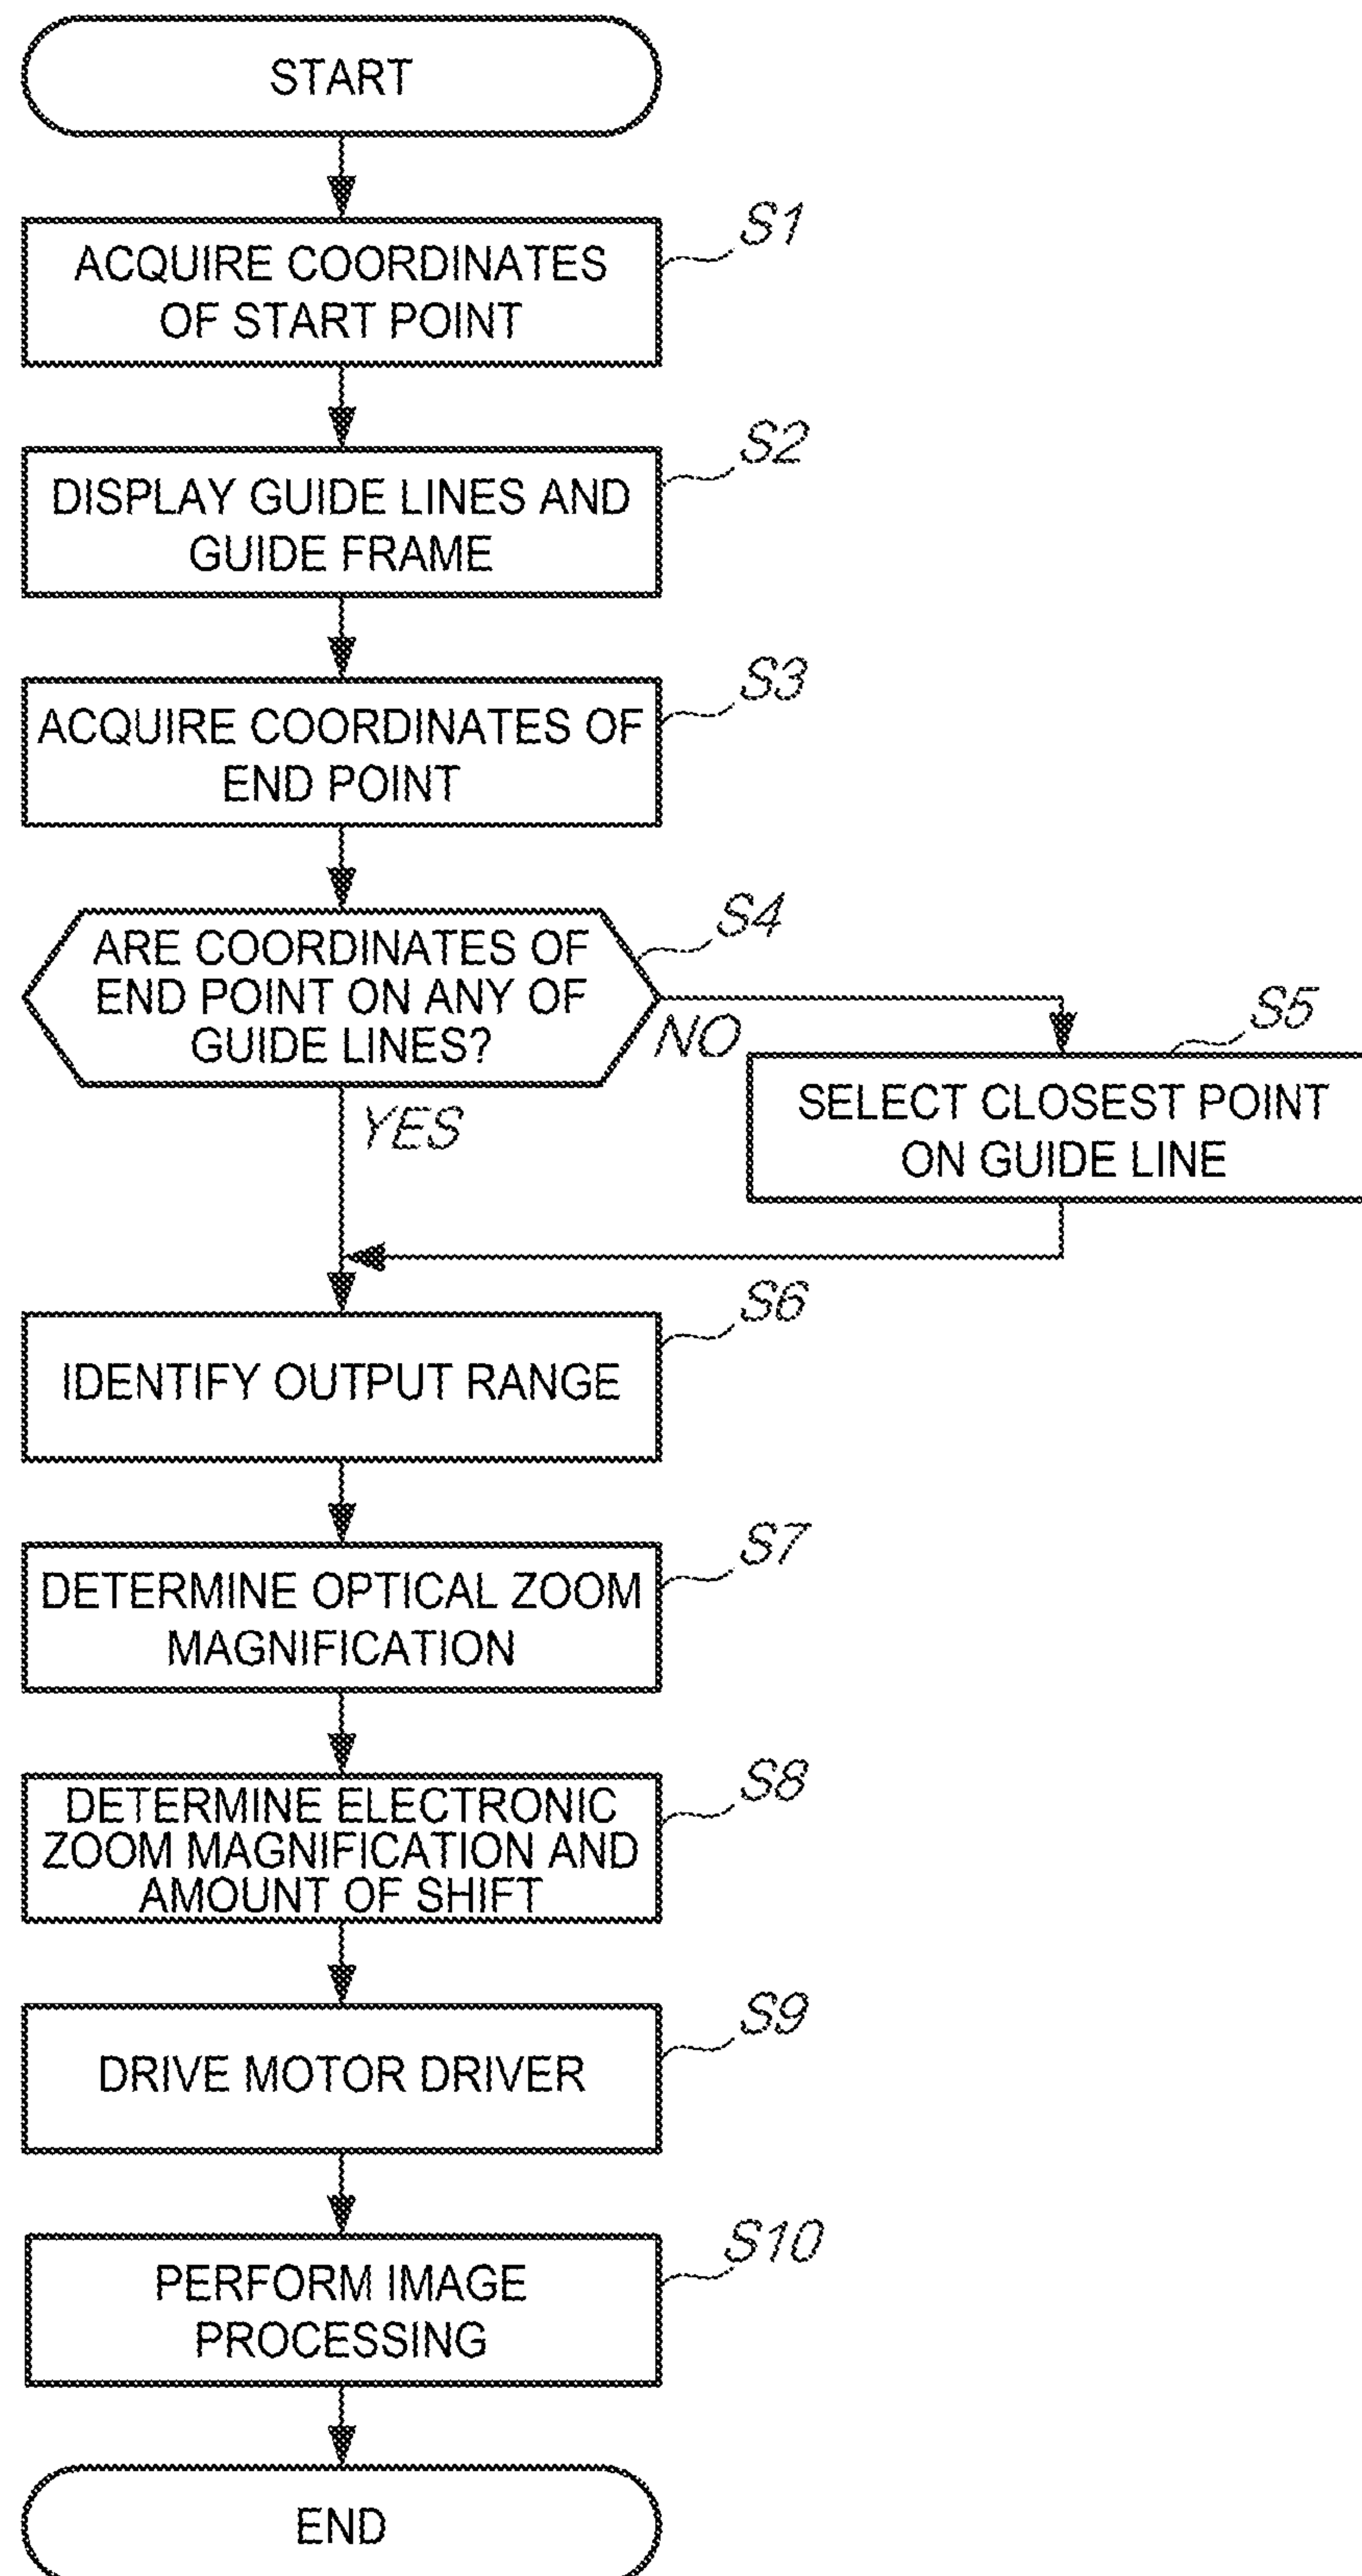 START
S1
ACQUIRE COORDINATES
OF START POINT
S2
DISPLAY GUIDE LINES AND
GUIDE FRAME
S3
ACQUIRE COORDINATES OF
END POINT
S4
ARE COORDINATES OF
END POINT ON ANY OF
GUIDE LINES?
NO
YES
S5
SELECT CLOSEST POINT
ON GUIDE LINE
S6
IDENTIFY OUTPUT RANGE
S7
DETERMINE OPTICAL ZOOM
MAGNIFICATION
S8
DETERMINE ELECTRONIC
ZOOM MAGNIFICATION AND
AMOUNT OF SHIFT
S9
DRIVE MOTOR DRIVER
S10
PERFORM IMAGE
PROCESSING
END